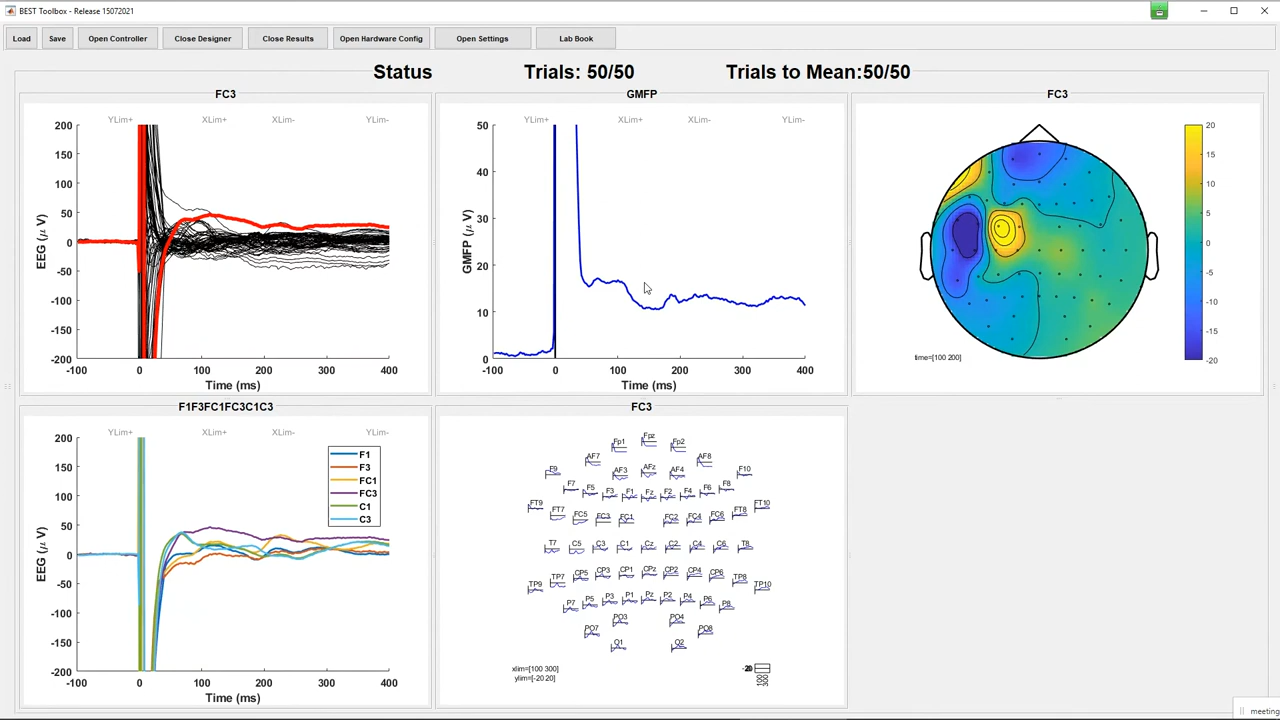 BEST Toolbox - Release 15072021
Load Save Open Controller Close Designer Close Results Open Hardware Config Open Settings Lab Book
Status Trials: 50/50 Trials to Mean:50/50
FC3
YLim+ XLim+ XLim- YLim-
200
150
100
50
0
-50
-100
-150
-200
EEG (μ V)
-100 0 100 200 300 400
Time (ms)
GMFP
YLim+ XLim+ XLim- YLim-
50
40
30
20
10
0
GMFP (μ V)
-100 0 100 200 300 400
Time (ms)
FC3
20
15
10
5
0
-5
-10
-15
-20
time=[100 200]
F1F3FC1FC3C1C3
YLim+ XLim+ XLim- YLim-
200
150
100
50
0
-50
-100
-150
-200
EEG (μ V)
F1
F3
FC1
FC3
C1
C3
-100 0 100 200 300 400
Time (ms)
FC3
Fp1 Fpz Fp2
AF7 AF8
F9 AF3 AFz AF4 F10
F7 F5 F3 F1 Fz F2 F4 F6 F8
FT9 FT7 FC5 FC3 FC1 FC2 FC4 FC6 FT8 FT10
T7 C5 C3 C1 Cz C2 C4 C6 T8
TP9 TP7 CP5 CP3 CP1 CPz CP2 CP4 CP6 TP8 TP10
P7 P5 P3 P1 Pz P2 P4 P6 P8
PO7 PO3 PO4 PO8
O1 O2
xlim=[100 300]
ylim=[-20 20]
100
300
meeting